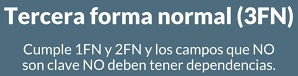 Tercera forma normal (3FN)
Cumple 1FN y 2FN y los campos que NO
son clave NO deben tener dependencias.